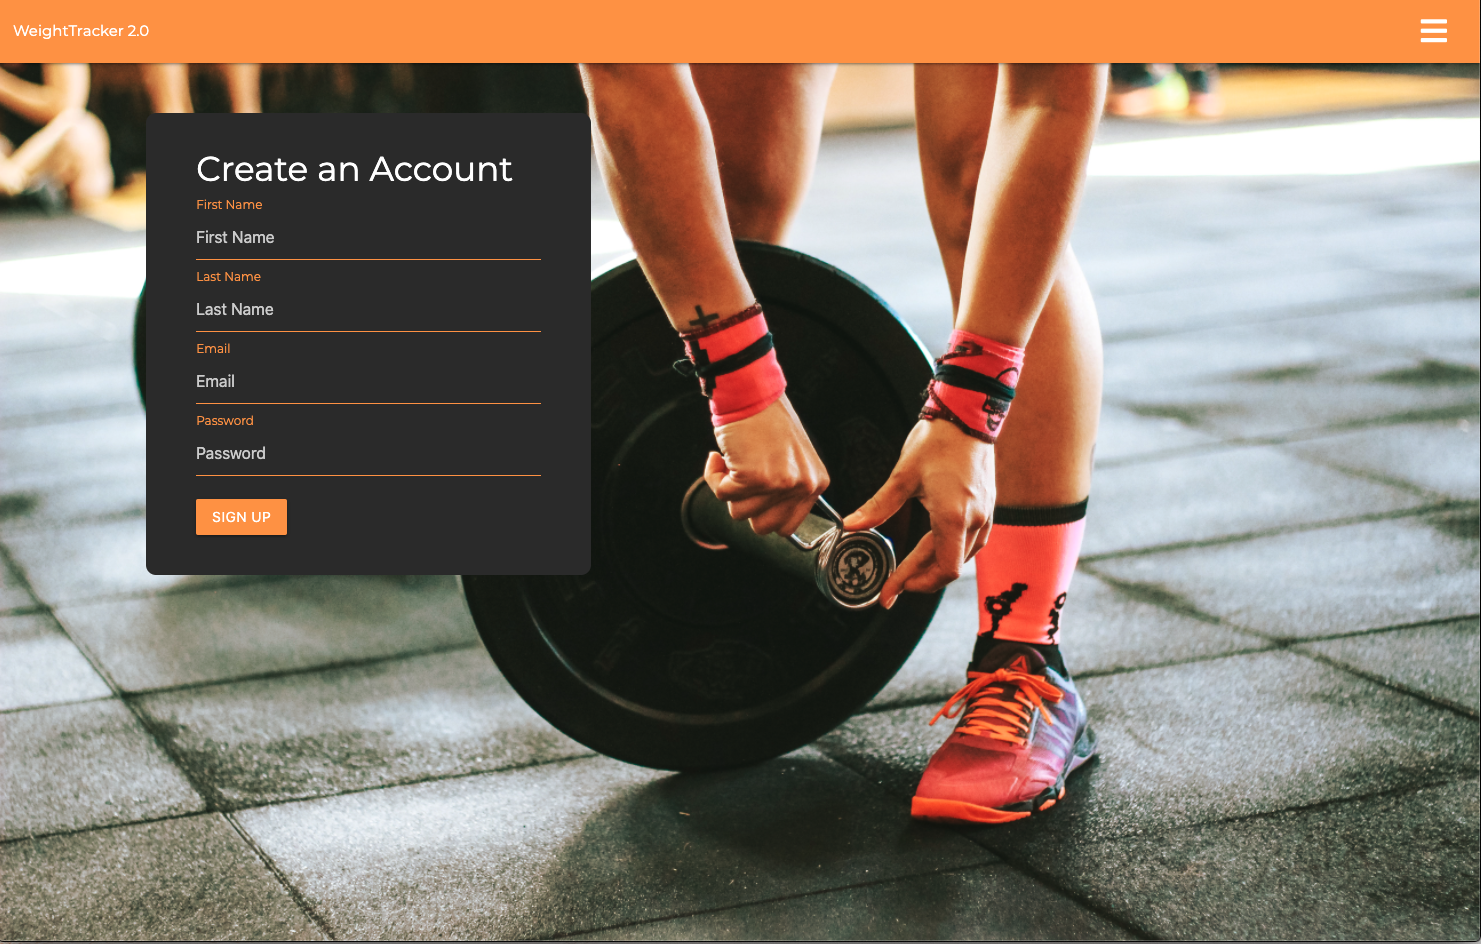 WeightTracker 2.0
Create an Account
First Name
First Name
Last Name
Last Name
Email
Email
Password
Password
SIGN UP